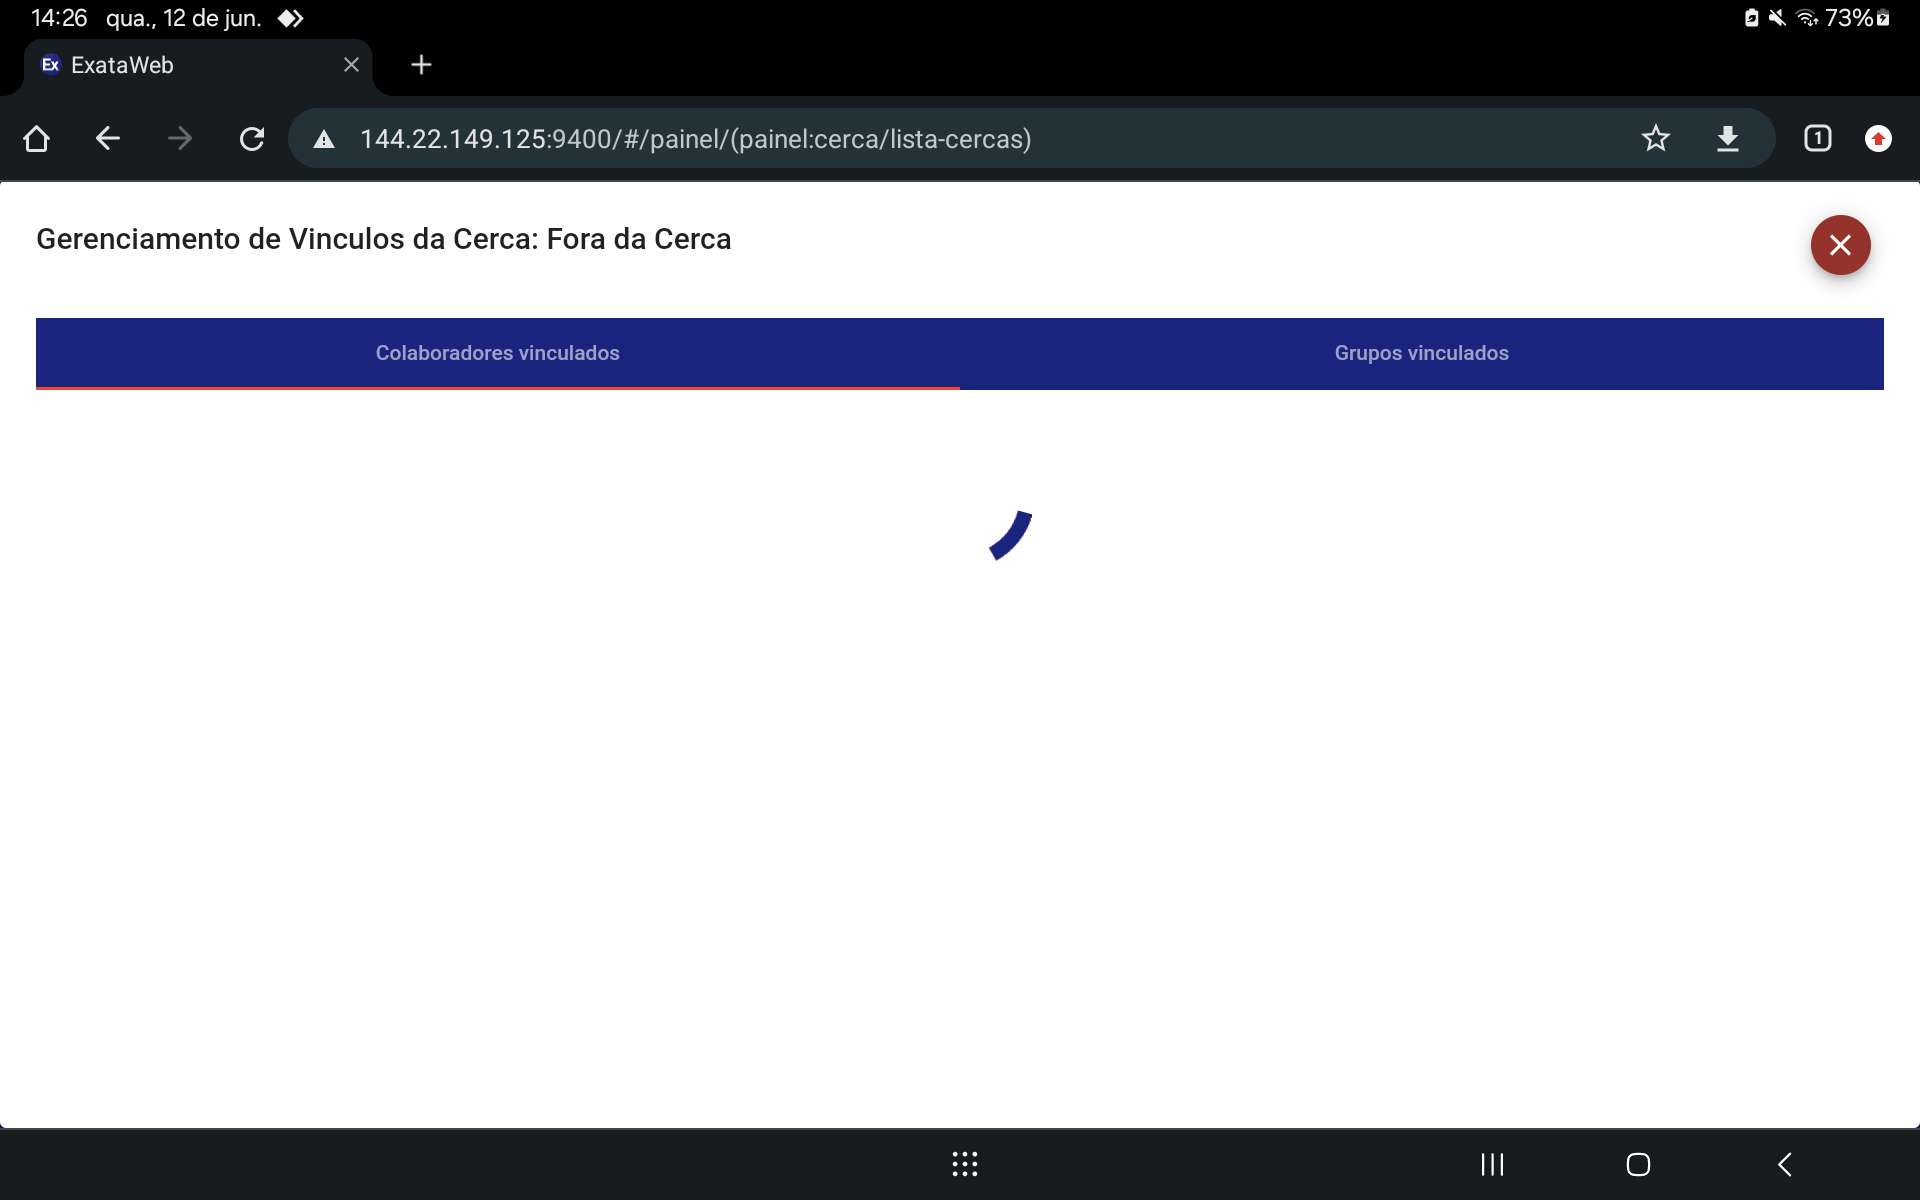 14:26 qua., 12 de jun. 73%
Ex ExataWeb
144.22.149.125:9400/#/painel/(painel:cerca/lista-cercas) 1
Gerenciamento de Vinculos da Cerca: Fora da Cerca
Colaboradores vinculados Grupos vinculados